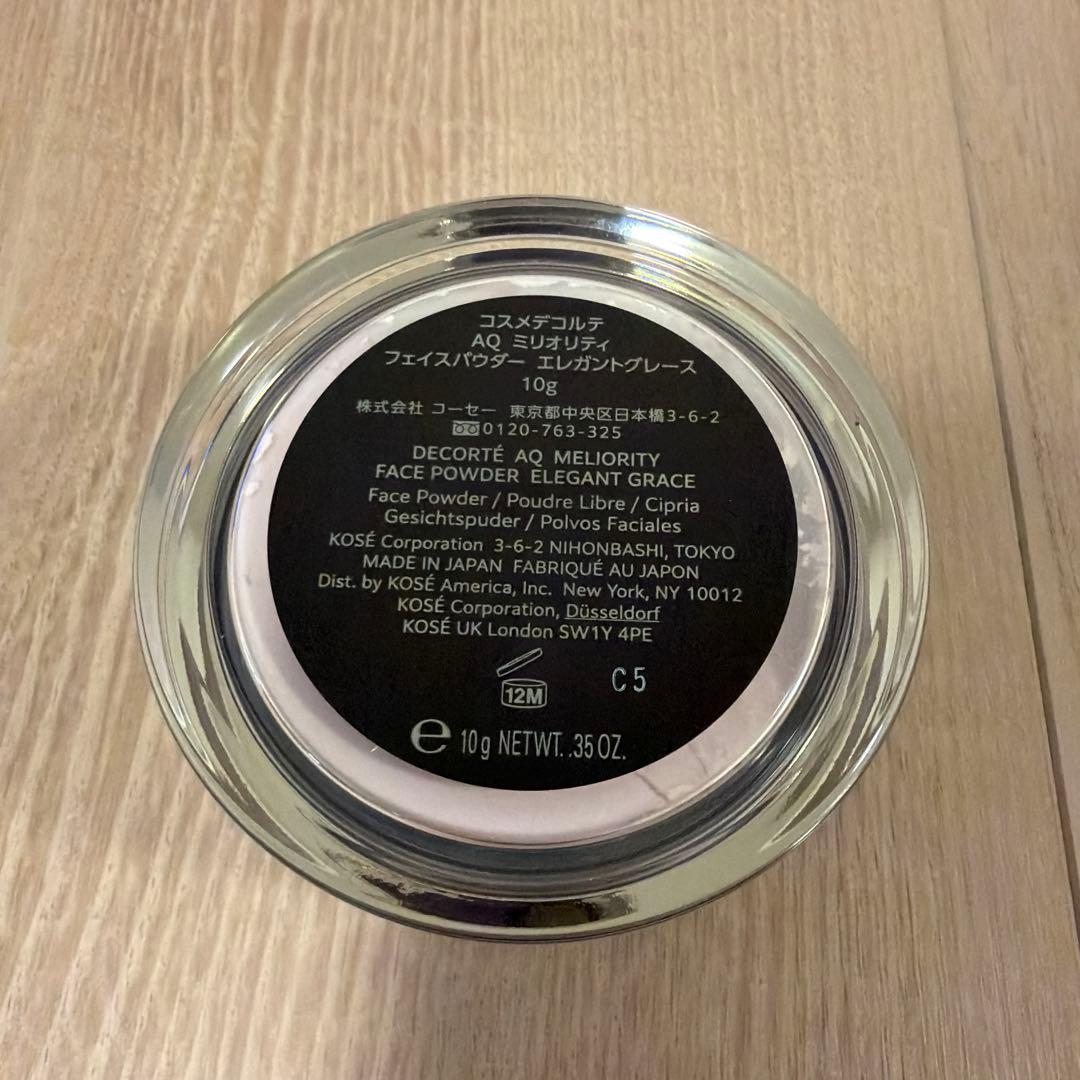 コスメデコルテ
AQ ミリオリティ
フェイスパウダー エレガントグレース
10g
株式会社 コーセー 東京都中央区日本橋3-6-2
0120-763-325
DECORTÉ AQ MELIORITY
FACE POWDER ELEGANT GRACE
Face Powder / Poudre Libre / Cipria
Gesichtspuder / Polvos Faciales
KOSÉ Corporation 3-6-2 NIHONBASHI, TOKYO
MADE IN JAPAN FABRIQUÉ AU JAPON
Dist. by KOSÉ America, Inc. New York, NY 10012
KOSÉ Corporation, Düsseldorf
KOSÉ UK London SW1Y 4PE
12M
C5
℮ 10g NETWT. .35 OZ.